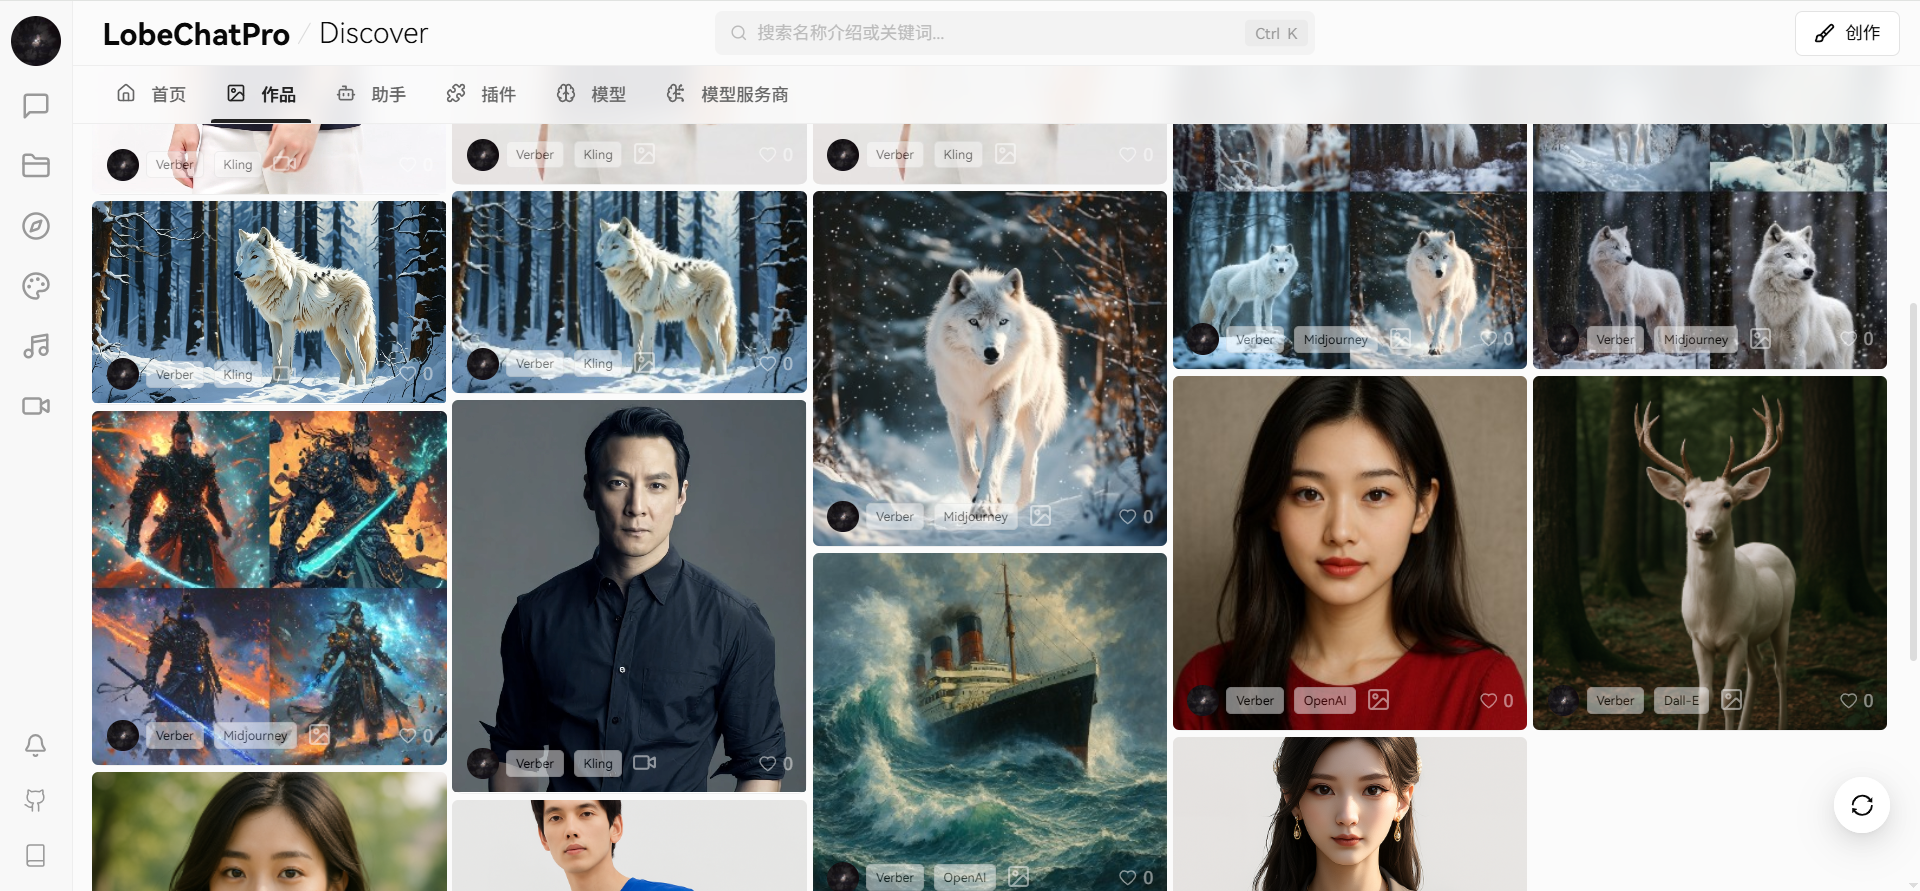 LobeChatPro / Discover
搜索名称介绍或关键词...
Ctrl K
创作
首页
作品
助手
插件
模型
模型服务商
Verber Kling 0
Verber Kling 0
Verber Kling 0
Verber Kling 0
Verber Kling 0
Verber Midjourney 0
Verber Midjourney 0
Verber Midjourney 0
Verber Midjourney 0
Verber Kling 0
Verber OpenAI 0
Verber OpenAI 0
Verber Dall-E 0